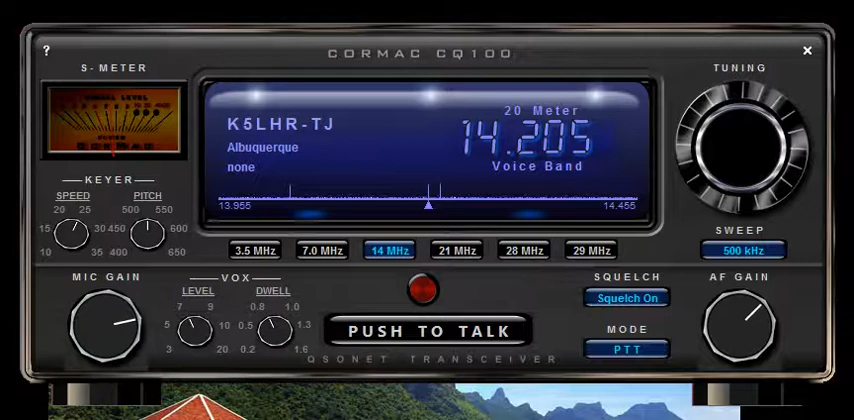 ?
CORMAC CQ100
X
S-METER
TUNING
K5LHR-TJ
Albuquerque
none
20 Meter
14.205
Voice Band
13.955
14.455
KEYER
SPEED
PITCH
20 25
500 550
15 30
450 600
10 35
400 650
3.5 MHz
7.0 MHz
14 MHz
21 MHz
28 MHz
29 MHz
SWEEP
500 kHz
MIC GAIN
VOX
LEVEL
DWELL
7 9
0.8 1.0
5 10
0.5 1.3
3 20
0.2 1.6
PUSH TO TALK
QSONET TRANSCEIVER
SQUELCH
Squelch On
MODE
PTT
AF GAIN